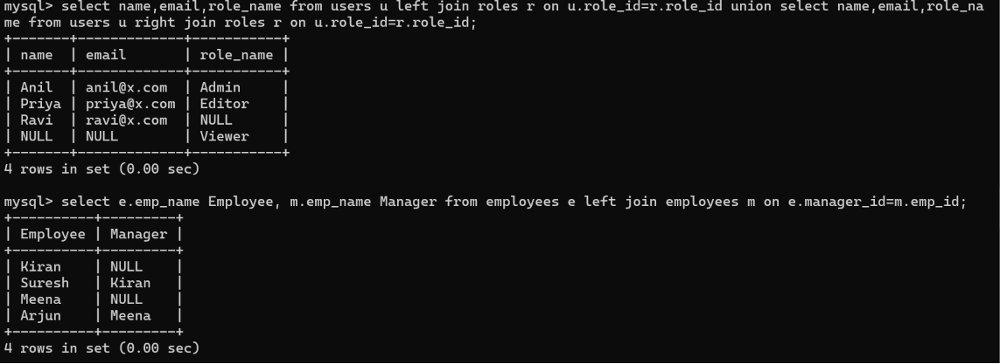 mysql> select name,email,role_name from users u left join roles r on u.role_id=r.role_id union select name,email,role_na
me from users u right join roles r on u.role_id=r.role_id;
+-------+-------------+-----------+
| name  | email       | role_name |
+-------+-------------+-----------+
| Anil  | anil@x.com  | Admin     |
| Priya | priya@x.com | Editor    |
| Ravi  | ravi@x.com  | NULL      |
| NULL  | NULL        | Viewer    |
+-------+-------------+-----------+
4 rows in set (0.00 sec)

mysql> select e.emp_name Employee, m.emp_name Manager from employees e left join employees m on e.manager_id=m.emp_id;
+----------+---------+
| Employee | Manager |
+----------+---------+
| Kiran    | NULL    |
| Suresh   | Kiran   |
| Meena    | NULL    |
| Arjun    | Meena   |
+----------+---------+
4 rows in set (0.00 sec)